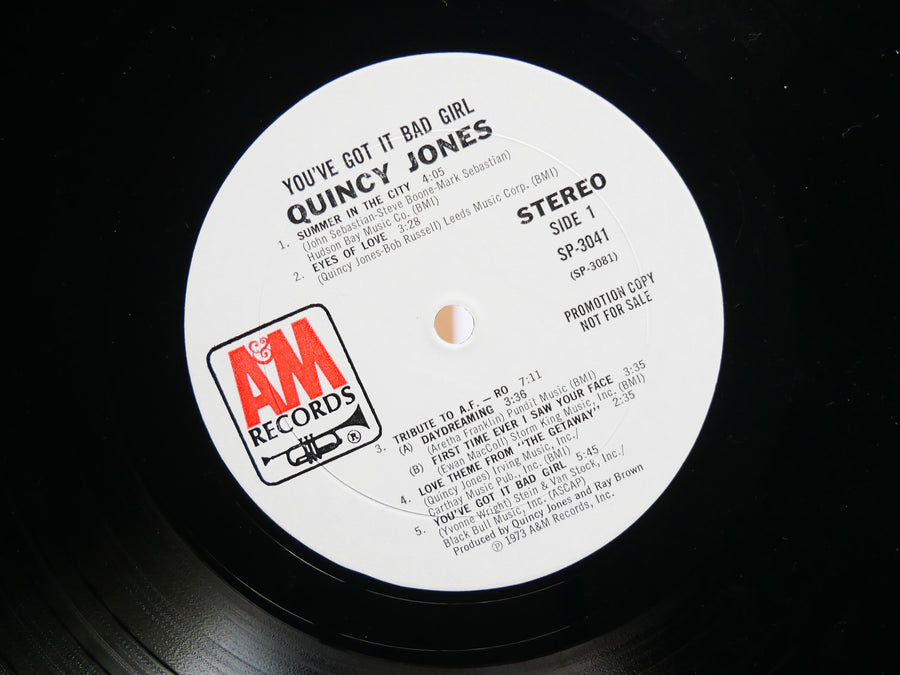 YOU'VE GOT IT BAD GIRL
QUINCY JONES
1. SUMMER IN THE CITY 4:05
(John Sebastian-Steve Boone-Mark Sebastian)
Hudson Bay Music Co. (BMI)
2. EYES OF LOVE 3:28
(Quincy Jones-Bob Russell) Leeds Music Corp. (BMI)
STEREO
SIDE 1
SP-3041
(SP-3081)
PROMOTION COPY
NOT FOR SALE
A&M
RECORDS
®
3. TRIBUTE TO A.F. — RO 7:11
(A) DAYDREAMING 3:36
(Aretha Franklin) Pundit Music (BMI)
(B) FIRST TIME EVER I SAW YOUR FACE 3:35
(Ewan MacColl) Storm King Music, Inc. (BMI)
4. LOVE THEME FROM "THE GETAWAY" 2:35
(Quincy Jones) Irving Music, Inc./
Carthay Music Pub., Inc. (BMI)
5. YOU'VE GOT IT BAD GIRL 5:45
(Yvonne Wright) Stein & Van Stock, Inc./
Black Bull Music, Inc. (ASCAP)
Produced by Quincy Jones and Ray Brown
℗ 1973 A&M Records, Inc.